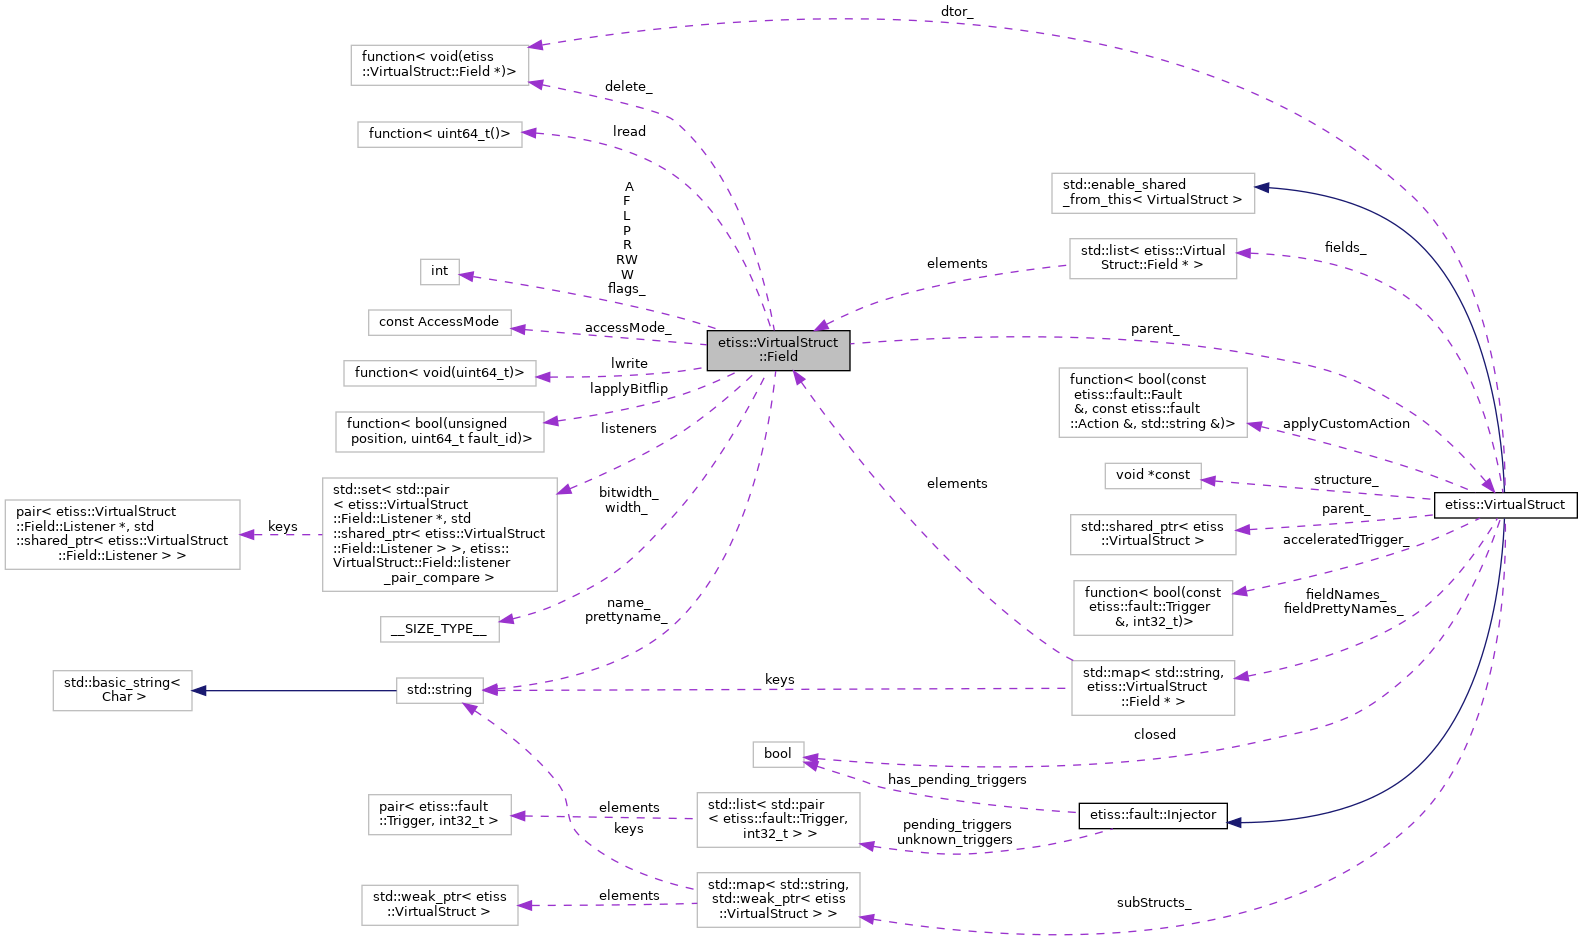 dtor_
function< void(etiss
::VirtualStruct::Field *)>
delete_
function< uint64_t()>
lread
A
F
L
P
R
RW
W
flags_
int
std::enable_shared
_from_this< VirtualStruct >
std::list< etiss::Virtual
Struct::Field * >
fields_
elements
const AccessMode
accessMode_
etiss::VirtualStruct
::Field
parent_
function< void(uint64_t)>
lwrite
lapplyBitflip
function< bool(unsigned
position, uint64_t fault_id)>
listeners
function< bool(const
etiss::fault::Fault
&, const etiss::fault
::Action &, std::string &)>
applyCustomAction
void *const
structure_
etiss::VirtualStruct
elements
pair< etiss::VirtualStruct
::Field::Listener *, std
::shared_ptr< etiss::VirtualStruct
::Field::Listener > >
keys
std::set< std::pair
< etiss::VirtualStruct
::Field::Listener *, std
::shared_ptr< etiss::VirtualStruct
::Field::Listener > >, etiss::
VirtualStruct::Field::listener
_pair_compare >
bitwidth_
width_
std::shared_ptr< etiss
::VirtualStruct >
parent_
acceleratedTrigger_
function< bool(const
etiss::fault::Trigger
&, int32_t)>
fieldNames_
fieldPrettyNames_
__SIZE_TYPE__
name_
prettyname_
std::basic_string<
Char >
std::string
keys
std::map< std::string,
etiss::VirtualStruct
::Field * >
closed
bool
has_pending_triggers
etiss::fault::Injector
pair< etiss::fault
::Trigger, int32_t >
elements
keys
std::list< std::pair
< etiss::fault::Trigger,
int32_t > >
pending_triggers
unknown_triggers
std::weak_ptr< etiss
::VirtualStruct >
elements
std::map< std::string,
std::weak_ptr< etiss
::VirtualStruct > >
subStructs_